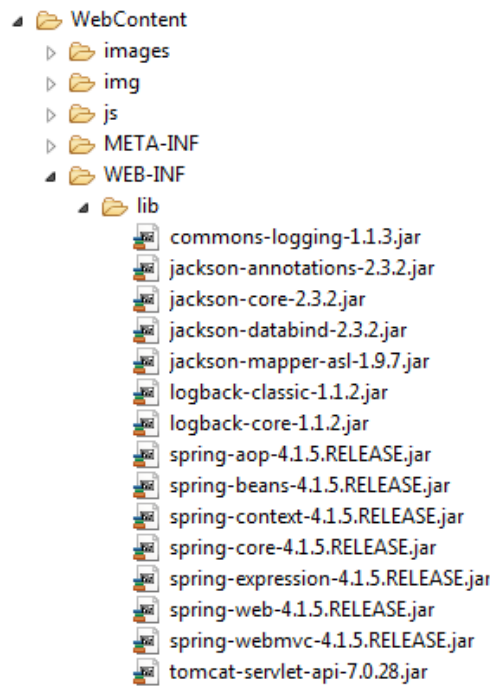 WebContent
images
img
js
META-INF
WEB-INF
lib
commons-logging-1.1.3.jar
jackson-annotations-2.3.2.jar
jackson-core-2.3.2.jar
jackson-databind-2.3.2.jar
jackson-mapper-asl-1.9.7.jar
logback-classic-1.1.2.jar
logback-core-1.1.2.jar
spring-aop-4.1.5.RELEASE.jar
spring-beans-4.1.5.RELEASE.jar
spring-context-4.1.5.RELEASE.jar
spring-core-4.1.5.RELEASE.jar
spring-expression-4.1.5.RELEASE.jar
spring-web-4.1.5.RELEASE.jar
spring-webmvc-4.1.5.RELEASE.jar
tomcat-servlet-api-7.0.28.jar